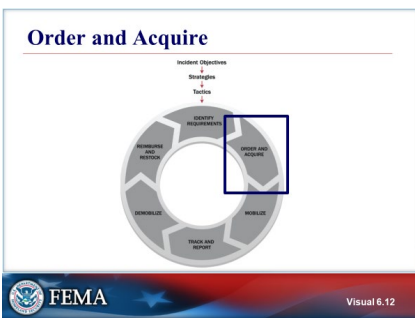 Order and Acquire
Incident Objectives
Strategies
Tactics
IDENTIFY
REQUIREMENTS
ORDER AND
ACQUIRE
MOBILIZE
TRACK AND
REPORT
DEMOBILIZE
REIMBURSE
AND
RESTOCK
FEMA
Visual 6.12